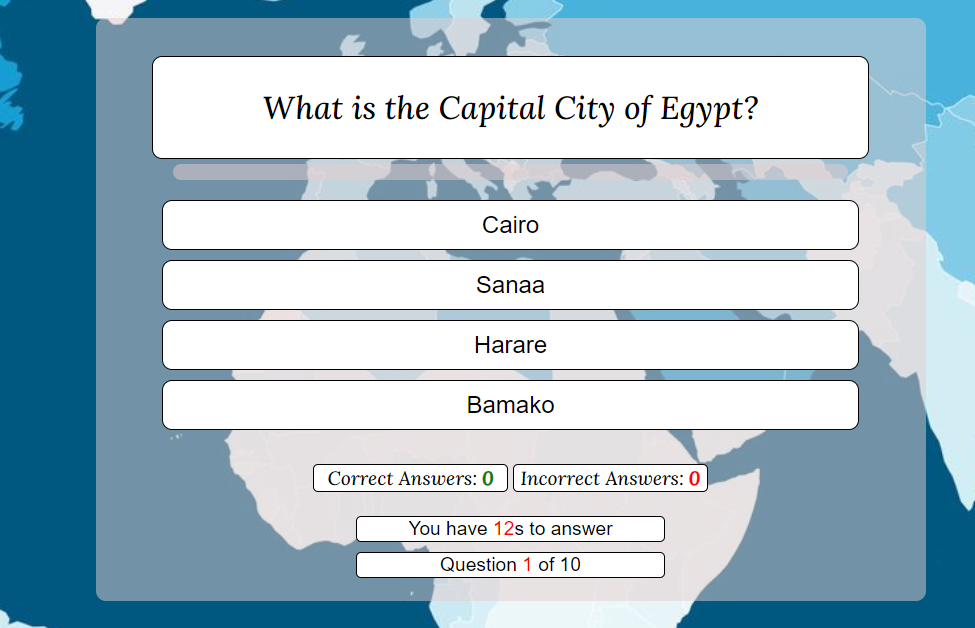 What is the Capital City of Egypt?
Cairo
Sanaa
Harare
Bamako
Correct Answers: 0 Incorrect Answers: 0
You have 12s to answer
Question 1 of 10